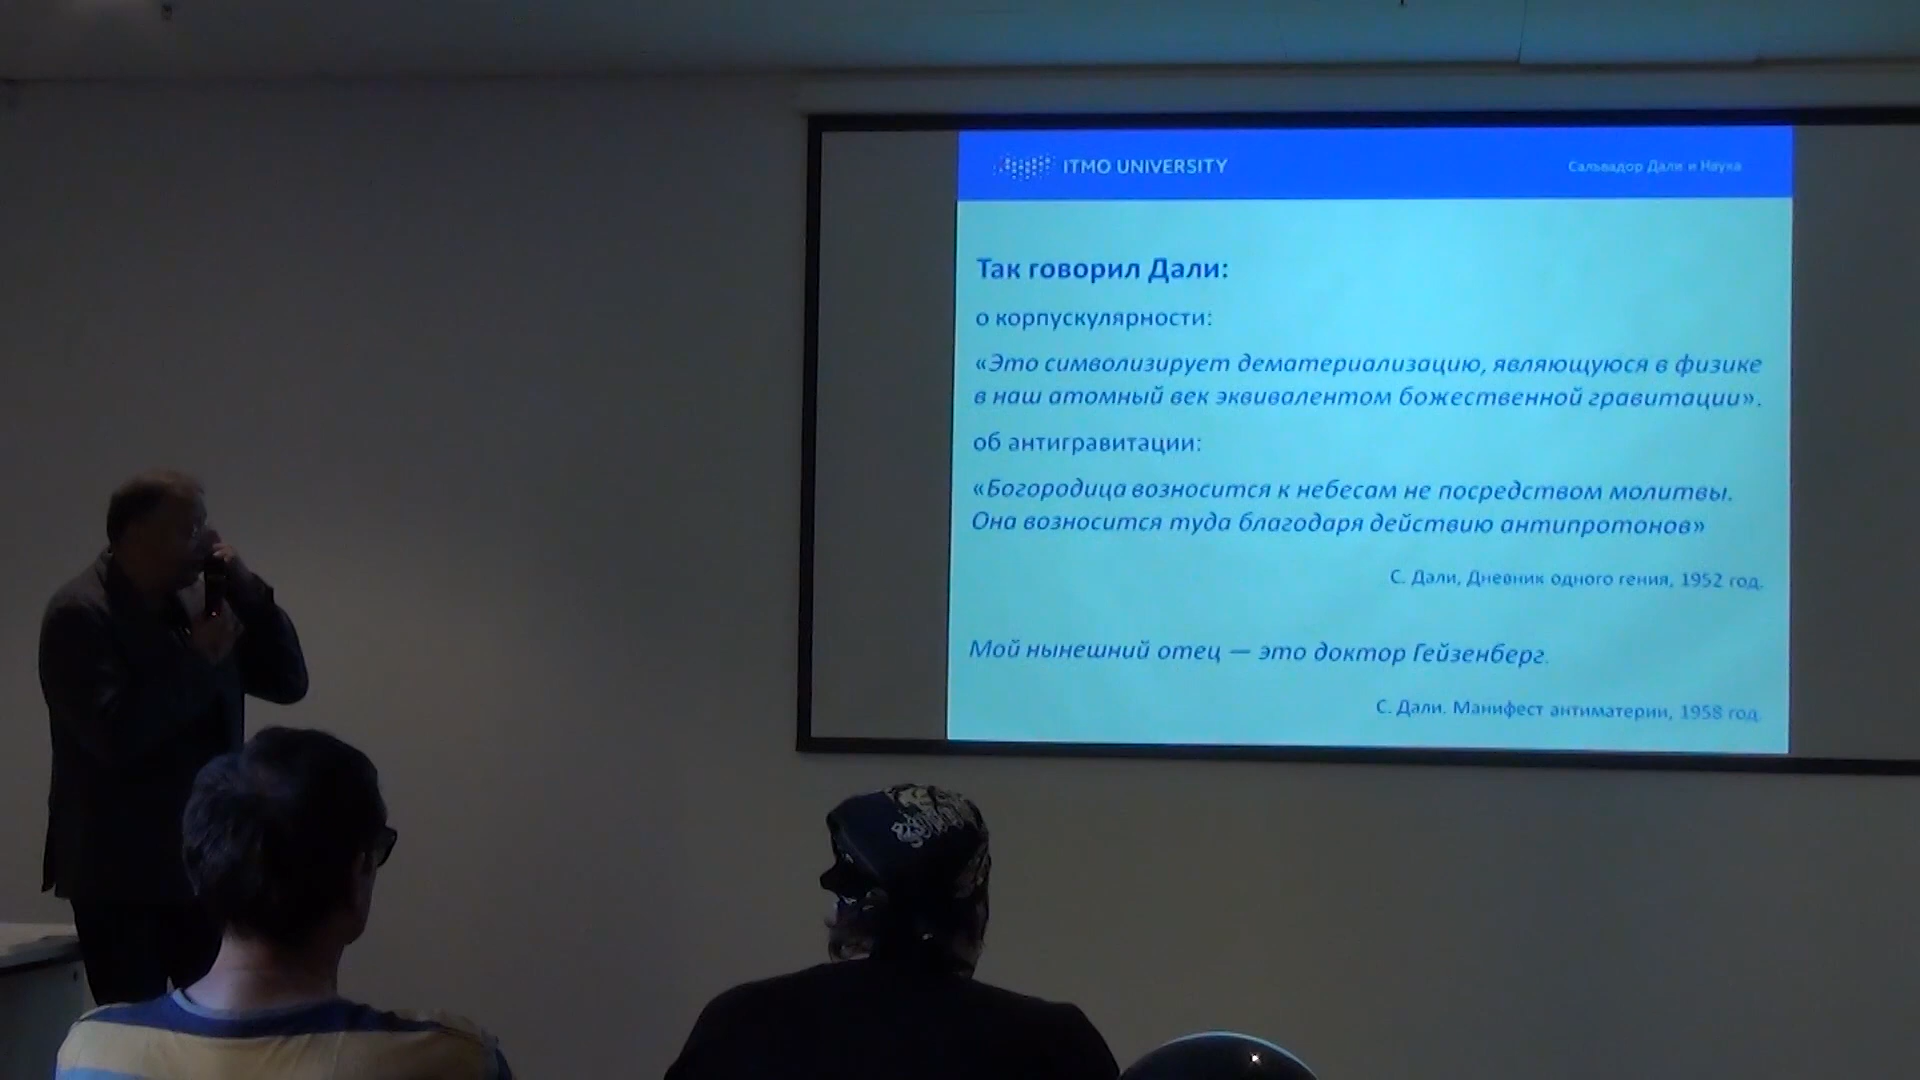 ITMO UNIVERSITY
Сальвадор Дали и Наука
Так говорил Дали:
о корпускулярности:
«Это символизирует дематериализацию, являющуюся в физике
в наш атомный век эквивалентом божественной гравитации».
об антигравитации:
«Богородица возносится к небесам не посредством молитвы.
Она возносится туда благодаря действию антипротонов»
С. Дали, Дневник одного гения, 1952 год.
Мой нынешний отец — это доктор Гейзенберг.
С. Дали. Манифест антиматерии, 1958 год.